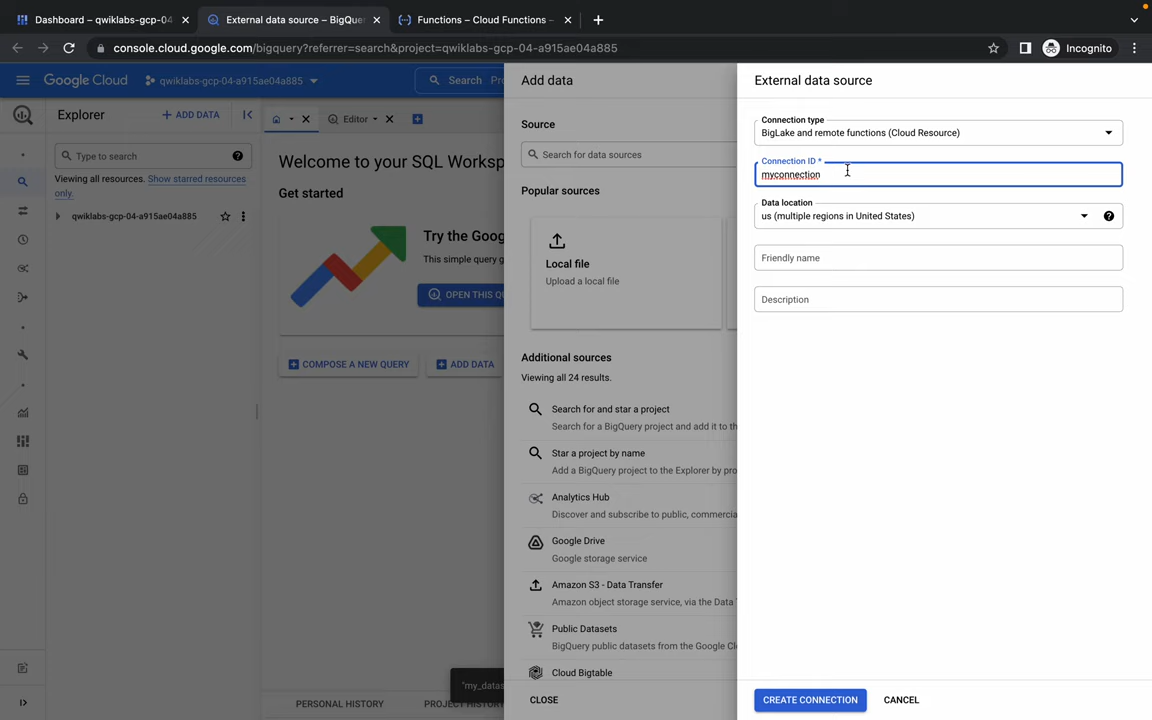 Dashboard – qwiklabs-gcp-04
External data source – BigQue
Functions – Cloud Functions –
console.cloud.google.com/bigquery?referrer=search&project=qwiklabs-gcp-04-a915ae04a885
Incognito
Google Cloud
qwiklabs-gcp-04-a915ae04a885
Search
Explorer
+ ADD DATA
Editor
Type to search
Viewing all resources. Show starred resources
only.
qwiklabs-gcp-04-a915ae04a885
Welcome to your SQL Worksp
Get started
Try the Goog
This simple query g
OPEN THIS QU
COMPOSE A NEW QUERY
ADD DATA
"my_datas
PERSONAL HISTORY
PROJECT HISTOR
Add data
Source
Search for data sources
Popular sources
Local file
Upload a local file
Additional sources
Viewing all 24 results.
Search for and star a project
Search for a BigQuery project and add it to th
Star a project by name
Add a BigQuery project to the Explorer by pro
Analytics Hub
Discover and subscribe to public, commercia
Google Drive
Google storage service
Amazon S3 - Data Transfer
Amazon object storage service, via the Data
Public Datasets
BigQuery public datasets from the Google Cl
Cloud Bigtable
CLOSE
External data source
Connection type
BigLake and remote functions (Cloud Resource)
Connection ID *
myconnection
Data location
us (multiple regions in United States)
Friendly name
Description
CREATE CONNECTION
CANCEL